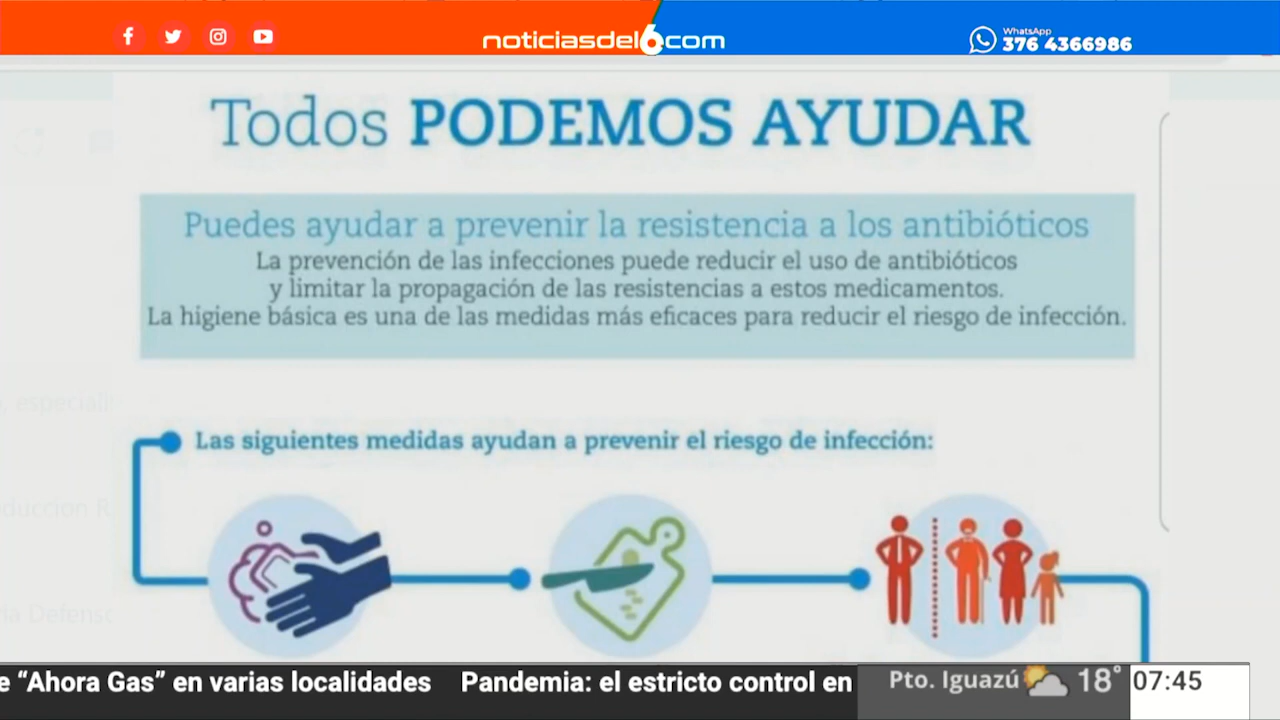 noticiasdel6.com
WhatsApp
376 4366986
Todos PODEMOS AYUDAR
Puedes ayudar a prevenir la resistencia a los antibióticos
La prevención de las infecciones puede reducir el uso de antibióticos
y limitar la propagación de las resistencias a estos medicamentos.
La higiene básica es una de las medidas más eficaces para reducir el riesgo de infección.
Las siguientes medidas ayudan a prevenir el riesgo de infección:
e “Ahora Gas” en varias localidades Pandemia: el estricto control en
Pto. Iguazú 18° 07:45